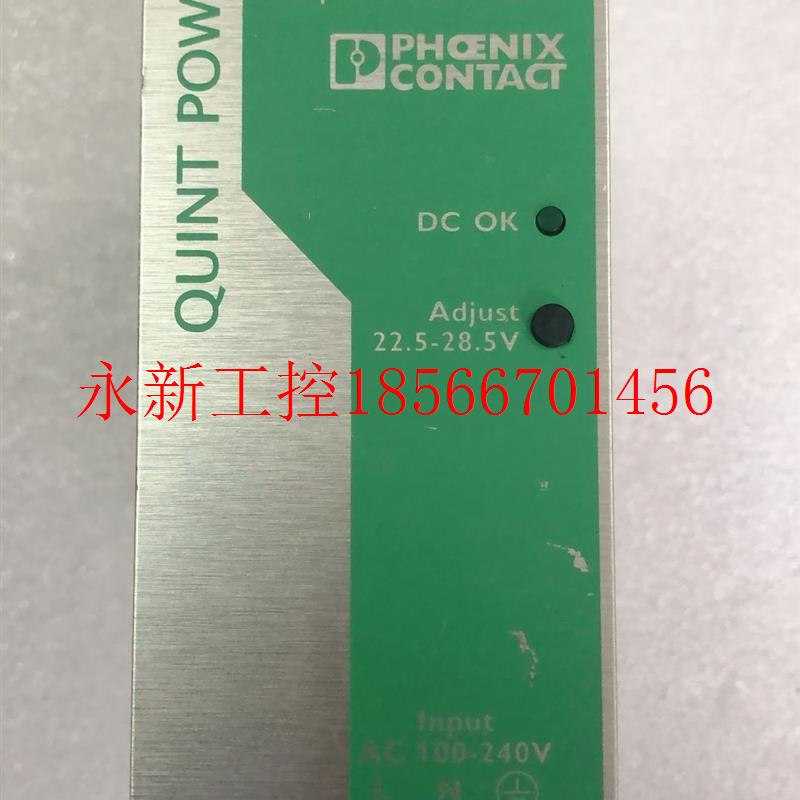 QUINT POW
PHŒNIX
CONTACT
DC OK
Adjust
22.5-28.5V
永新工控18566701456
Input
AC 100-240V
L N